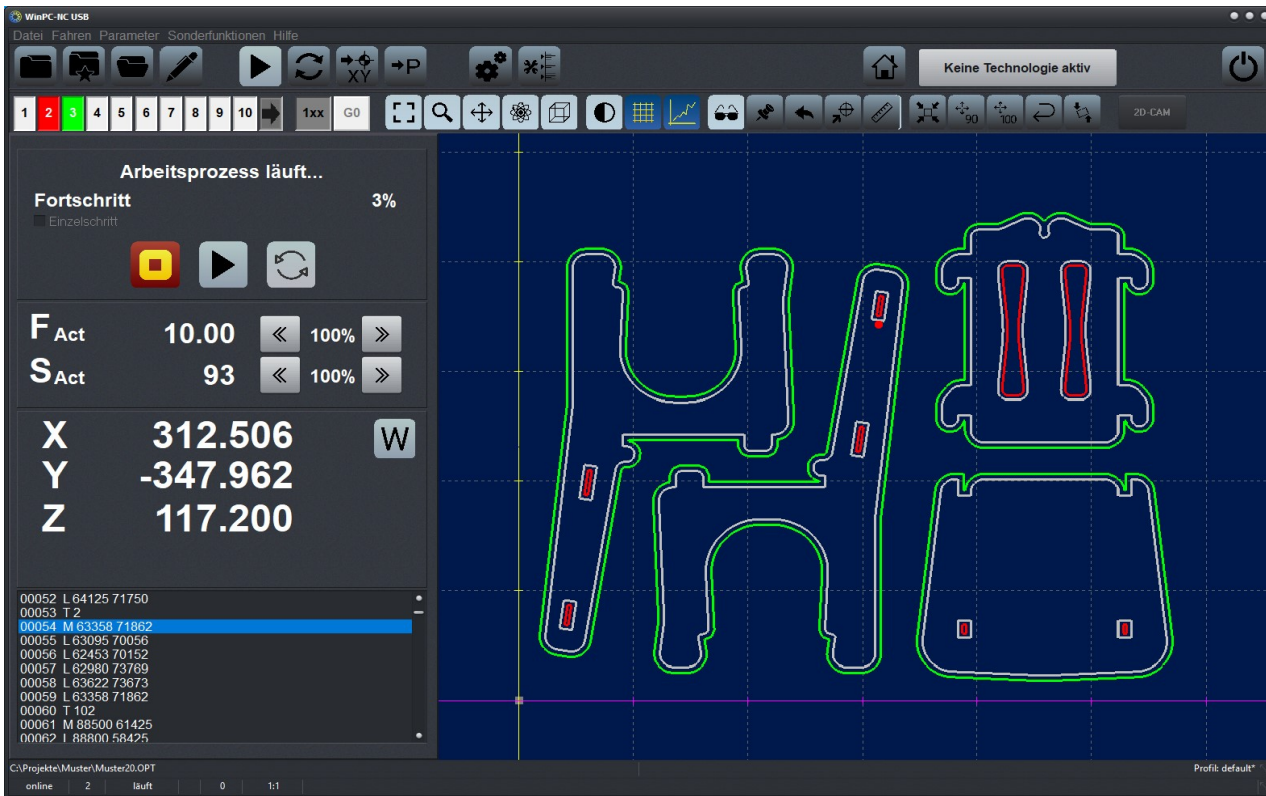 WinPC-NC USB
Datei Fahren Parameter Sonderfunktionen Hilfe
XY P Keine Technologie aktiv
1 2 3 4 5 6 7 8 9 10 1xx G0 90 100 2D-CAM
Arbeitsprozess läuft...
Fortschritt 3%
Einzelschritt
F Act 10.00 100%
S Act 93 100%
X 312.506 W
Y -347.962
Z 117.200
00052 L 64125 71750
00053 T 2
00054 M 63358 71862
00055 L 63095 70056
00056 L 62453 70152
00057 L 62980 73769
00058 L 63622 73673
00059 L 63358 71862
00060 T 102
00061 M 88500 61425
00062 L 88800 58425
C:\Projekte\Muster\Muster20.OPT Profil: default*
online 2 läuft 0 1:1